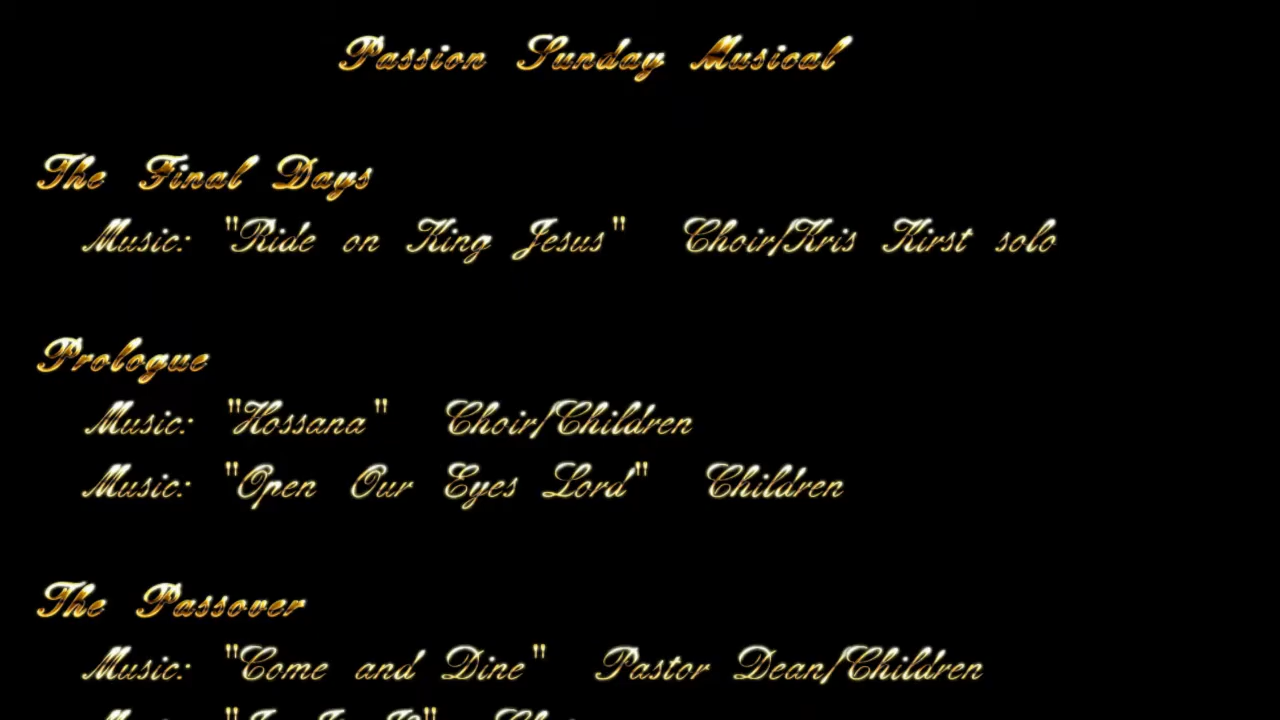 Passion Sunday Musical
The Final Days
Music: "Ride on King Jesus" Choir/Kris Kirst solo
Prologue
Music: "Hossana" Choir/Children
Music: "Open Our Eyes Lord" Children
The Passover
Music: "Come and Dine" Pastor Dean/Children